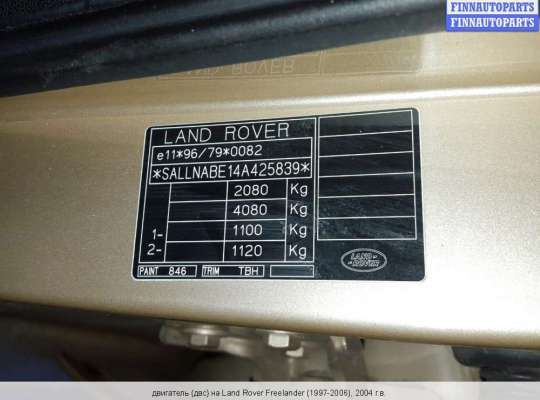 FINNAUTOPARTS
FINNAUTOPARTS
LAND ROVER
e11*96/79*0082
*SALLNABE14A425839*
2080 Kg
4080 Kg
1- 1100 Kg
2- 1120 Kg
PAINT 846 TRIM TBH
LAND-
ROVER
двигатель (двс) на Land Rover Freelander (1997-2006), 2004 г.в.